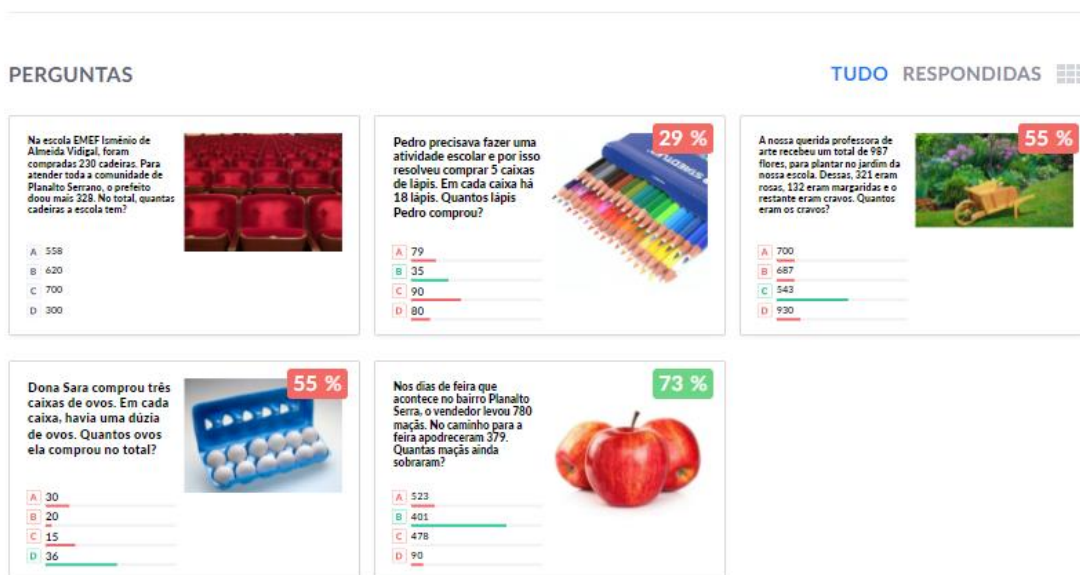 PERGUNTAS
TUDO RESPONDIDAS
Na escola EMEF Ismênio de
Almeida Vidigal, foram
compradas 230 cadeiras. Para
atender toda a comunidade de
Planalto Serrano, o prefeito
doou mais 328. No total, quantas
cadeiras a escola tem?
A 558
B 620
C 700
D 300
29 %
Pedro precisava fazer uma
atividade escolar e por isso
resolveu comprar 5 caixas
de lápis. Em cada caixa há
18 lápis. Quantos lápis
Pedro comprou?
STAEDTLER
A 79
B 35
C 90
D 80
55 %
A nossa querida professora de
arte recebeu um total de 987
flores, para plantar no jardim da
nossa escola. Dessas, 321 eram
rosas, 132 eram margaridas e o
restante eram cravos. Quantos
eram os cravos?
A 700
B 687
C 543
D 930
55 %
Dona Sara comprou três
caixas de ovos. Em cada
caixa, havia uma dúzia
de ovos. Quantos ovos
ela comprou no total?
A 30
B 20
C 15
D 36
73 %
Nos dias de feira que
acontece no bairro Planalto
Serra, o vendedor levou 780
maçãs. No caminho para a
feira apodreceram 379.
Quantas maçãs ainda
sobraram?
A 523
B 401
C 478
D 90